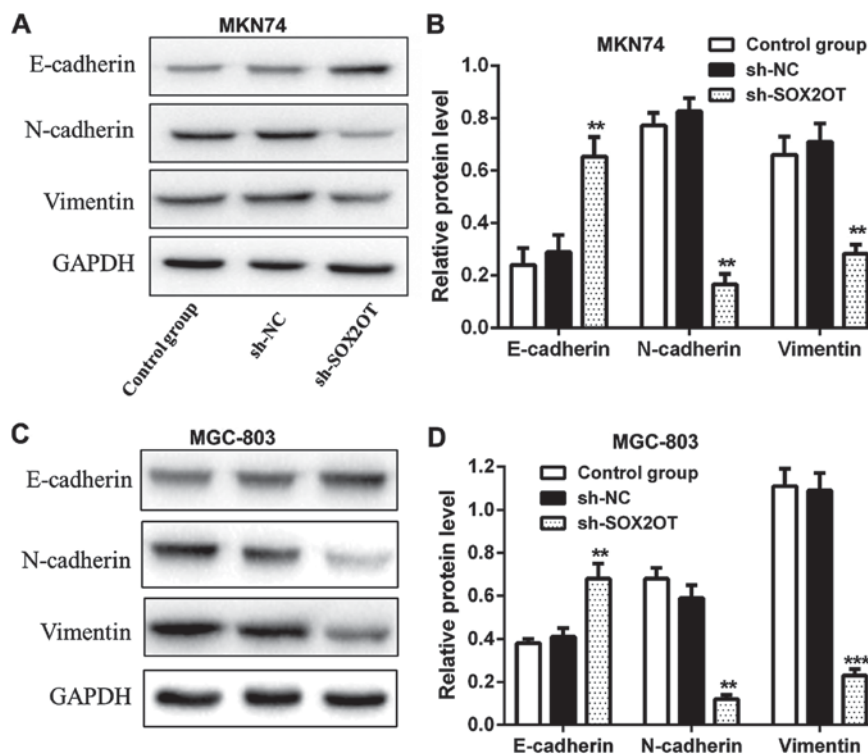 A
MKN74
E-cadherin
N-cadherin
Vimentin
GAPDH
Control group
sh-NC
sh-SOX2OT
B
MKN74
Control group
sh-NC
sh-SOX2OT
Relative protein level
1.0
0.8
0.6
0.4
0.2
0.0
**
**
**
E-cadherin N-cadherin Vimentin
C
MGC-803
E-cadherin
N-cadherin
Vimentin
GAPDH
D
MGC-803
Control group
sh-NC
sh-SOX2OT
Relative protein level
1.2
1.0
0.8
0.6
0.4
0.2
0.0
**
**
***
E-cadherin N-cadherin Vimentin